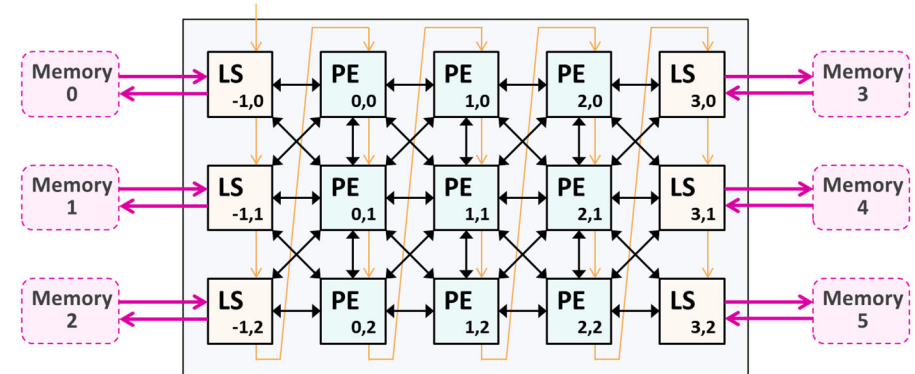 Memory
0
LS
-1,0
PE
0,0
PE
1,0
PE
2,0
LS
3,0
Memory
3
Memory
1
LS
-1,1
PE
0,1
PE
1,1
PE
2,1
LS
3,1
Memory
4
Memory
2
LS
-1,2
PE
0,2
PE
1,2
PE
2,2
LS
3,2
Memory
5